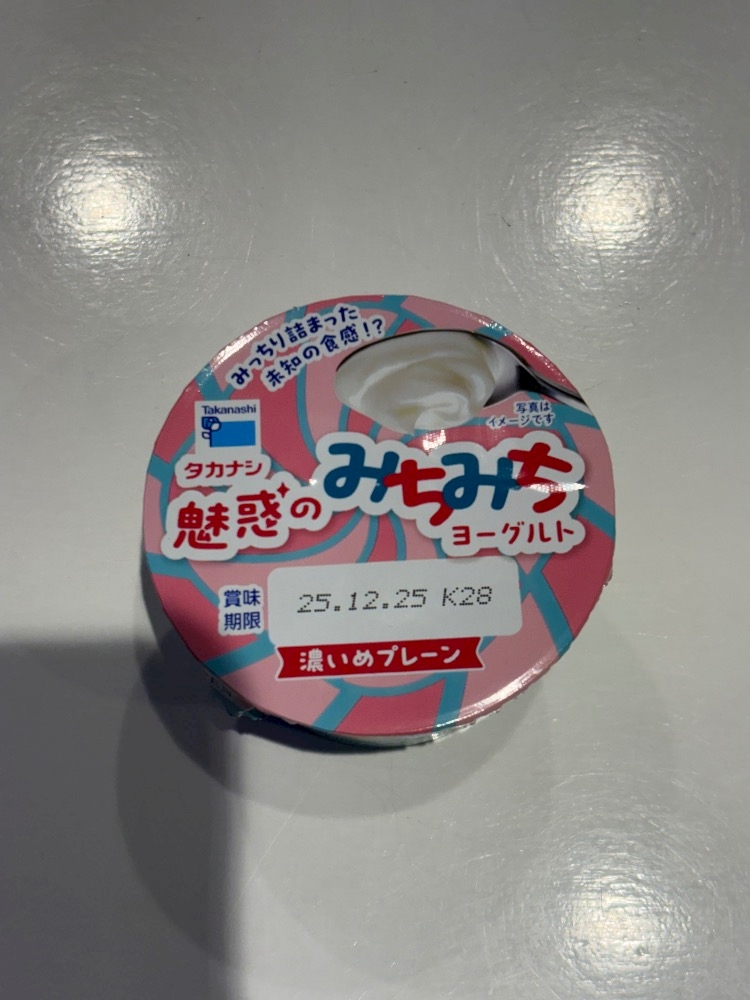 みっちり詰まった
未知の食感!?
写真は
イメージです
Takanashi
タカナシ
魅惑の
みちみち
ヨーグルト
賞味
期限
25.12.25 K28
濃いめプレーン